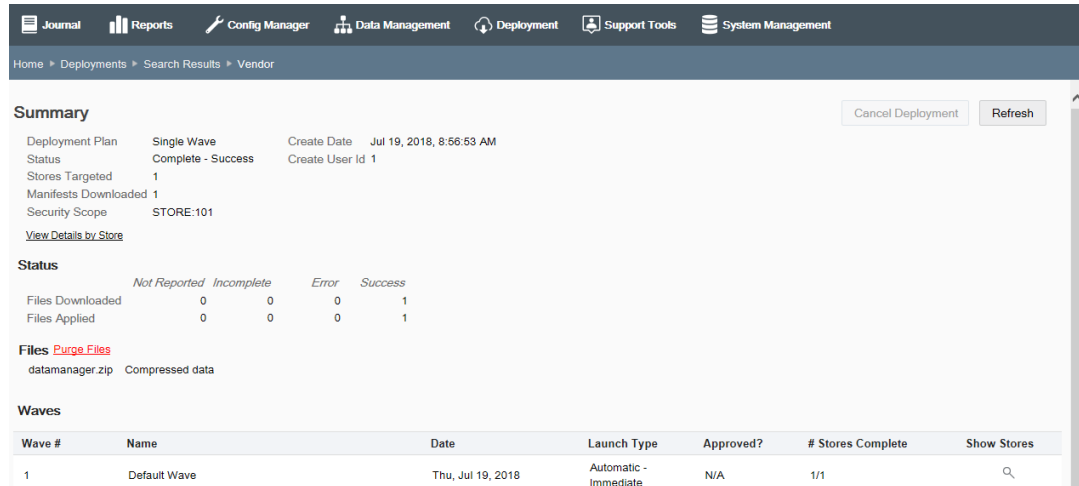 Journal Reports Config Manager Data Management Deployment Support Tools System Management
Home Deployments Search Results Vendor
Summary Cancel Deployment Refresh
Deployment Plan Single Wave Create Date Jul 19, 2018, 8:56:53 AM
Status Complete - Success Create User Id 1
Stores Targeted 1
Manifests Downloaded 1
Security Scope STORE:101
View Details by Store
Status
Not Reported Incomplete Error Success
Files Downloaded 0 0 0 1
Files Applied 0 0 0 1
Files Purge Files
datamanager.zip Compressed data
Waves
Wave # Name Date Launch Type Approved? # Stores Complete Show Stores
1 Default Wave Thu, Jul 19, 2018 Automatic - Immediate N/A 1/1